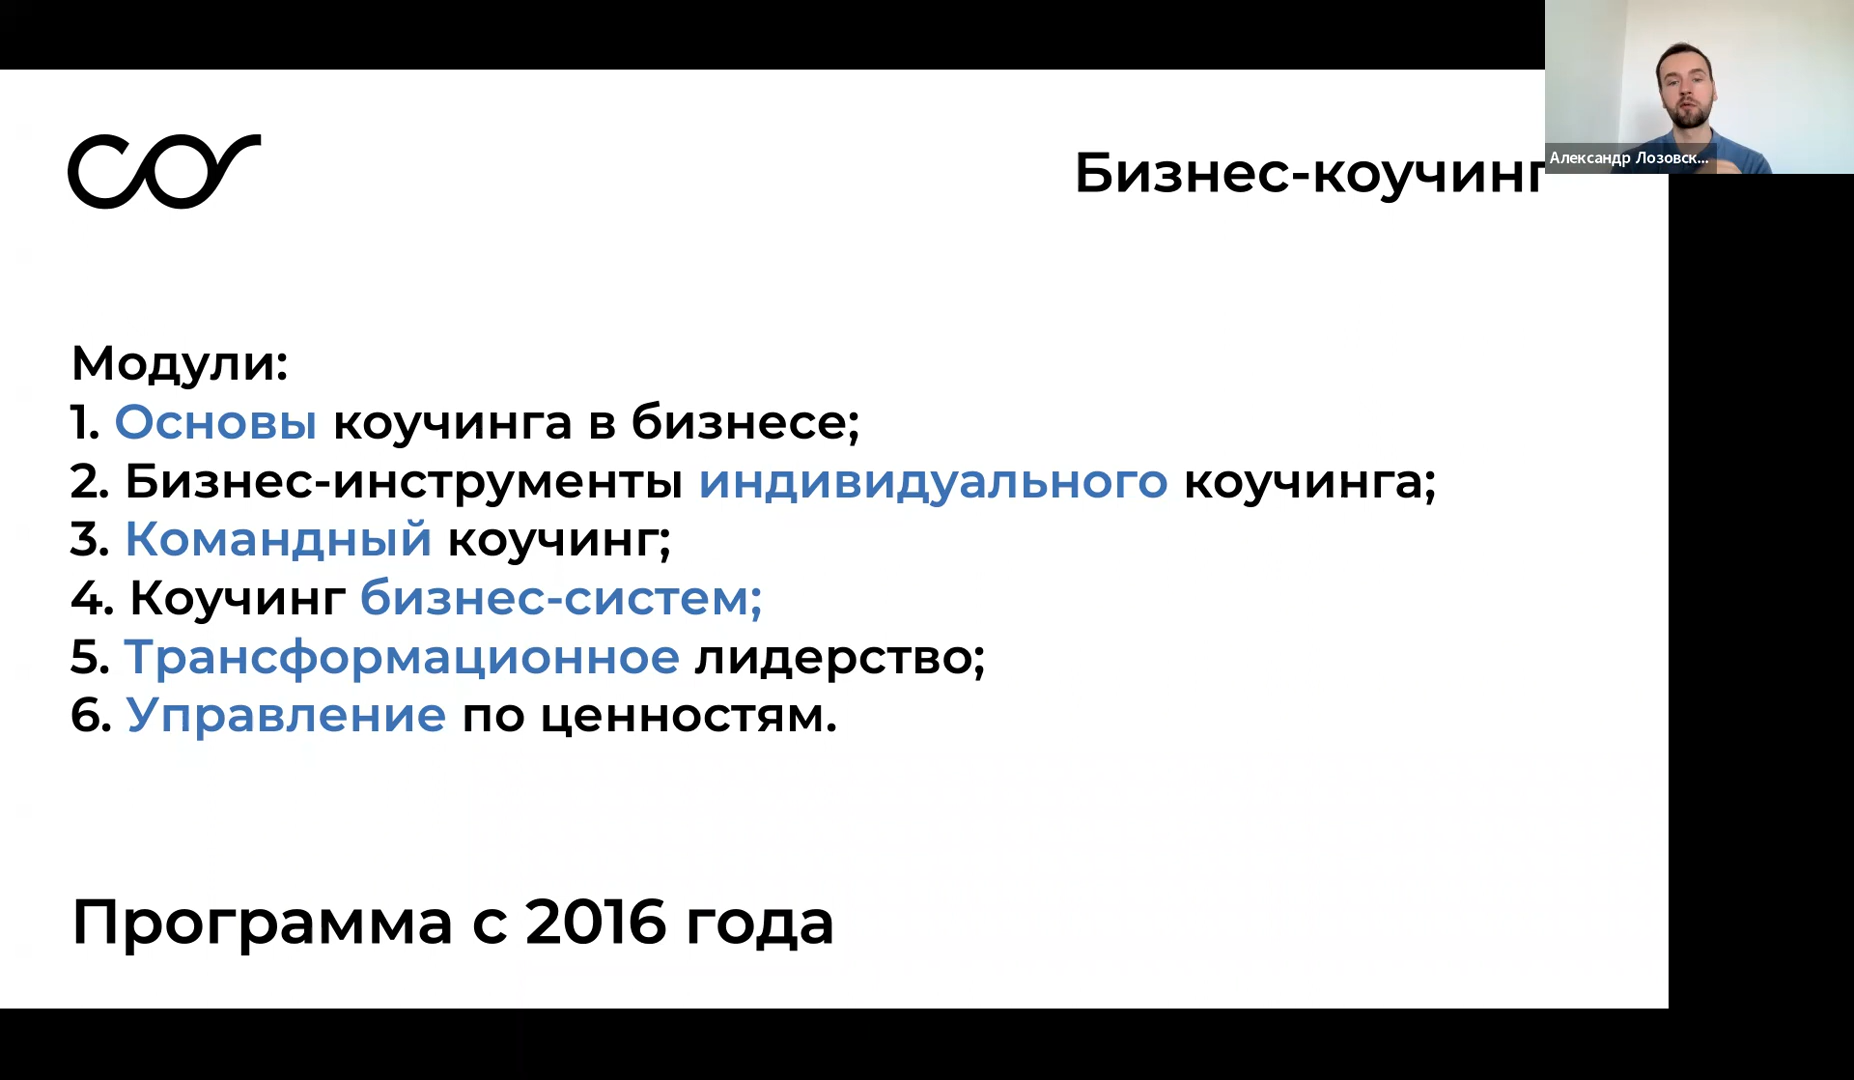 cor
Бизнес-коучинг
Александр Лозовск...
Модули:
1. Основы коучинга в бизнесе;
2. Бизнес-инструменты индивидуального коучинга;
3. Командный коучинг;
4. Коучинг бизнес-систем;
5. Трансформационное лидерство;
6. Управление по ценностям.
Программа с 2016 года